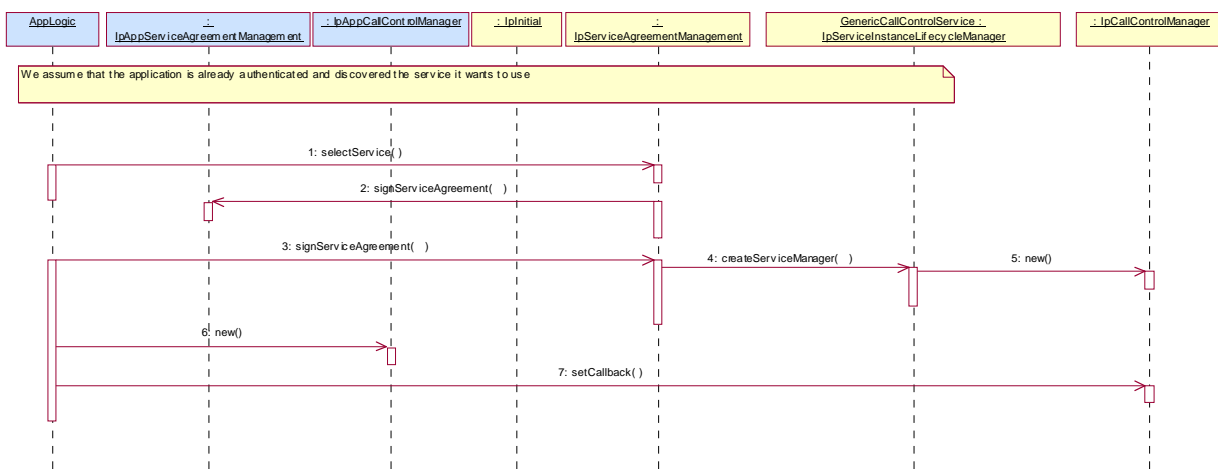 AppLogic
:
IpAppServiceAgreementManagement
: IpAppCallControlManager
: IpInitial
:
IpServiceAgreementManagement
GenericCallControlService :
IpServiceInstanceLifecycleManager
: IpCallControlManager
We assume that the application is already authenticated and discovered the service it wants to use
1: selectService( )
2: signServiceAgreement( )
3: signServiceAgreement( )
4: createServiceManager( )
5: new()
6: new()
7: setCallback( )